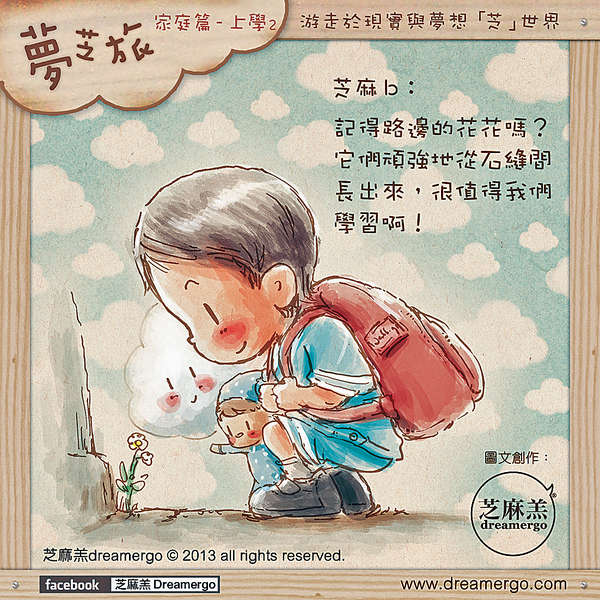 夢芝旅
家庭篇-上學2
游走於現實與夢想「芝」世界
芝麻b：
記得路邊的花花嗎？
它們頑強地從石縫間
長出來，很值得我們
學習啊！
圖文創作：
芝麻羔
dreamergo
芝麻羔dreamergo © 2013 all rights reserved.
facebook 芝麻羔 Dreamergo
www.dreamergo.com